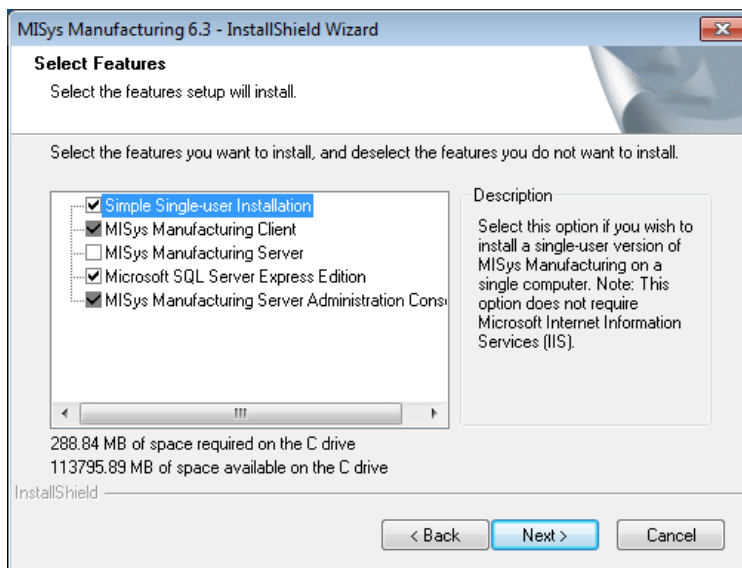 MISys Manufacturing 6.3 - InstallShield Wizard
Select Features
Select the features setup will install.
Select the features you want to install, and deselect the features you do not want to install.
Simple Single-user Installation
MISys Manufacturing Client
MISys Manufacturing Server
Microsoft SQL Server Express Edition
MISys Manufacturing Server Administration Cons
Description
Select this option if you wish to
install a single-user version of
MISys Manufacturing on a
single computer. Note: This
option does not require
Microsoft Internet Information
Services (IIS).
288.84 MB of space required on the C drive
113795.89 MB of space available on the C drive
InstallShield
< Back
Next >
Cancel